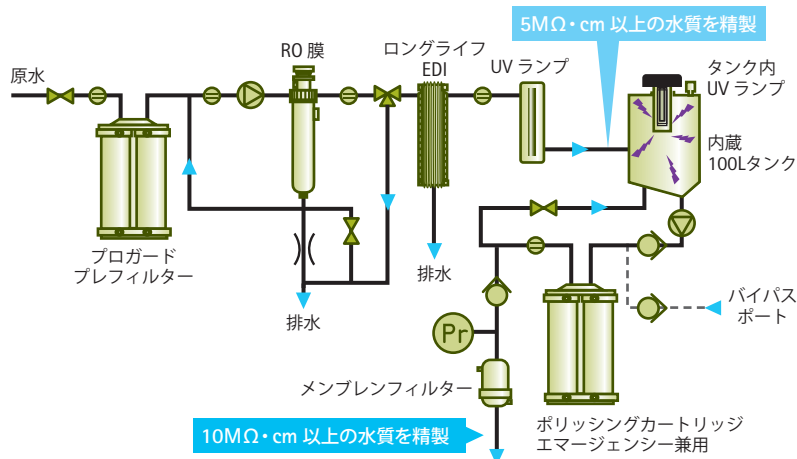 5MΩ・cm 以上の水質を精製
原水
RO 膜
ロングライフ
EDI
UV ランプ
タンク内
UV ランプ
内蔵
100Lタンク
プロガード
プレフィルター
排水
排水
バイパス
ポート
Pr
メンブレンフィルター
10MΩ・cm 以上の水質を精製
ポリッシングカートリッジ
エマージェンシー兼用